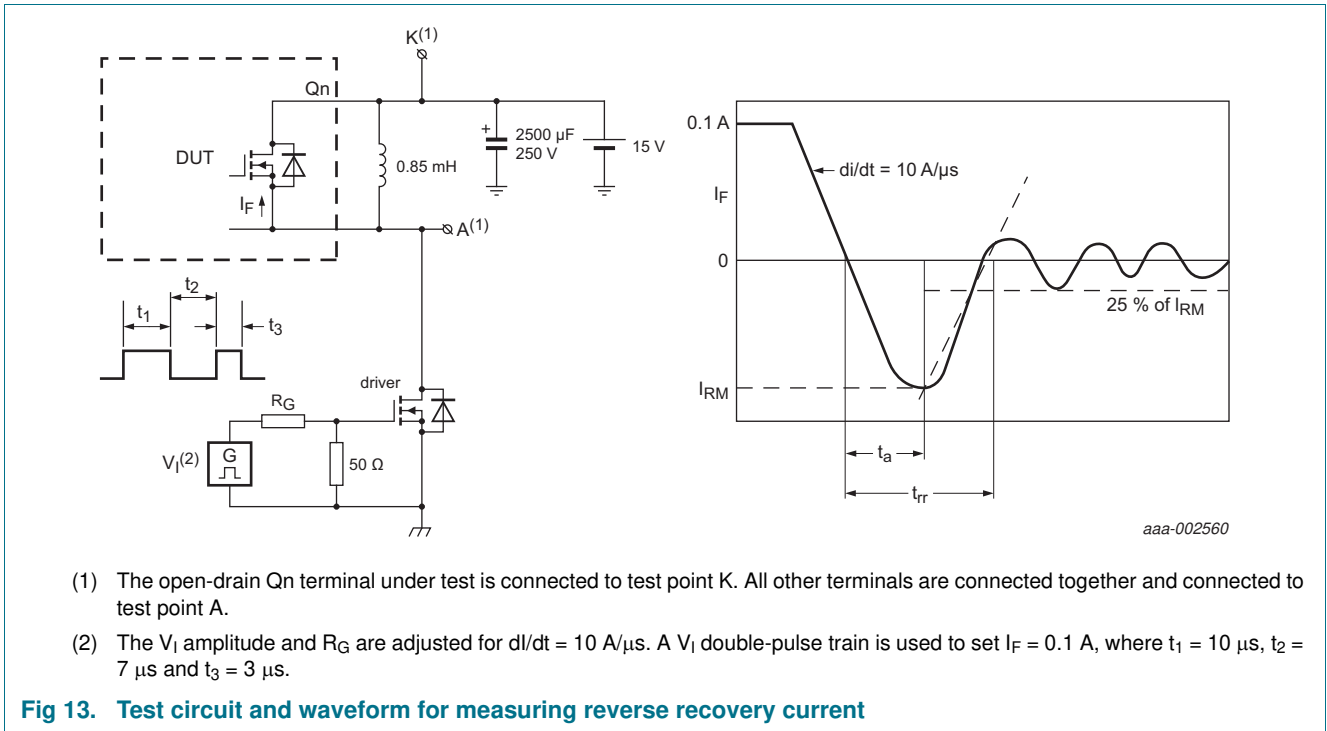 K(1)
Qn
DUT
IF
0.85 mH
+
2500 μF
250 V
15 V
A(1)
t1
t2
t3
driver
RG
VI(2)
G
50 Ω
0.1 A
di/dt = 10 A/μs
IF
0
25 % of IRM
IRM
ta
trr
aaa-002560
(1) The open-drain Qn terminal under test is connected to test point K. All other terminals are connected together and connected to
test point A.
(2) The VI amplitude and RG are adjusted for dI/dt = 10 A/μs. A VI double-pulse train is used to set IF = 0.1 A, where t1 = 10 μs, t2 =
7 μs and t3 = 3 μs.
Fig 13. Test circuit and waveform for measuring reverse recovery current